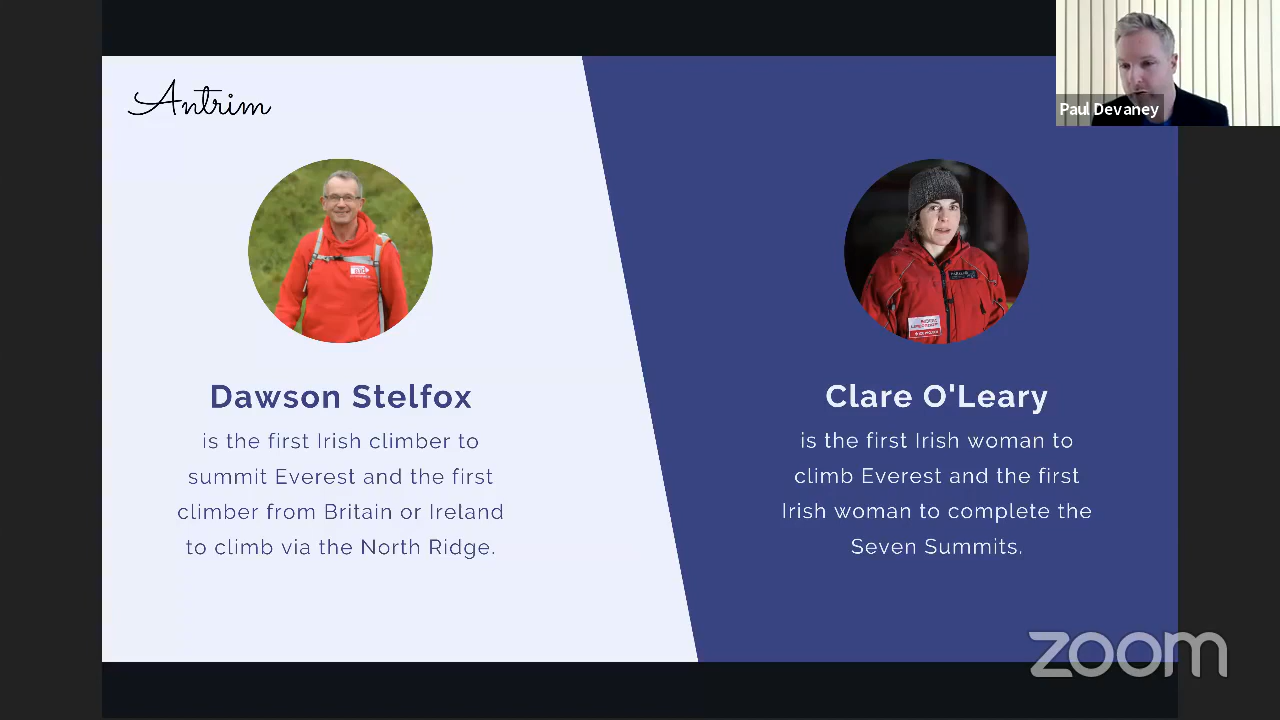 Antrim
Paul Devaney
Dawson Stelfox
is the first Irish climber to
summit Everest and the first
climber from Britain or Ireland
to climb via the North Ridge.
Clare O'Leary
is the first Irish woman to
climb Everest and the first
Irish woman to complete the
Seven Summits.
zoom